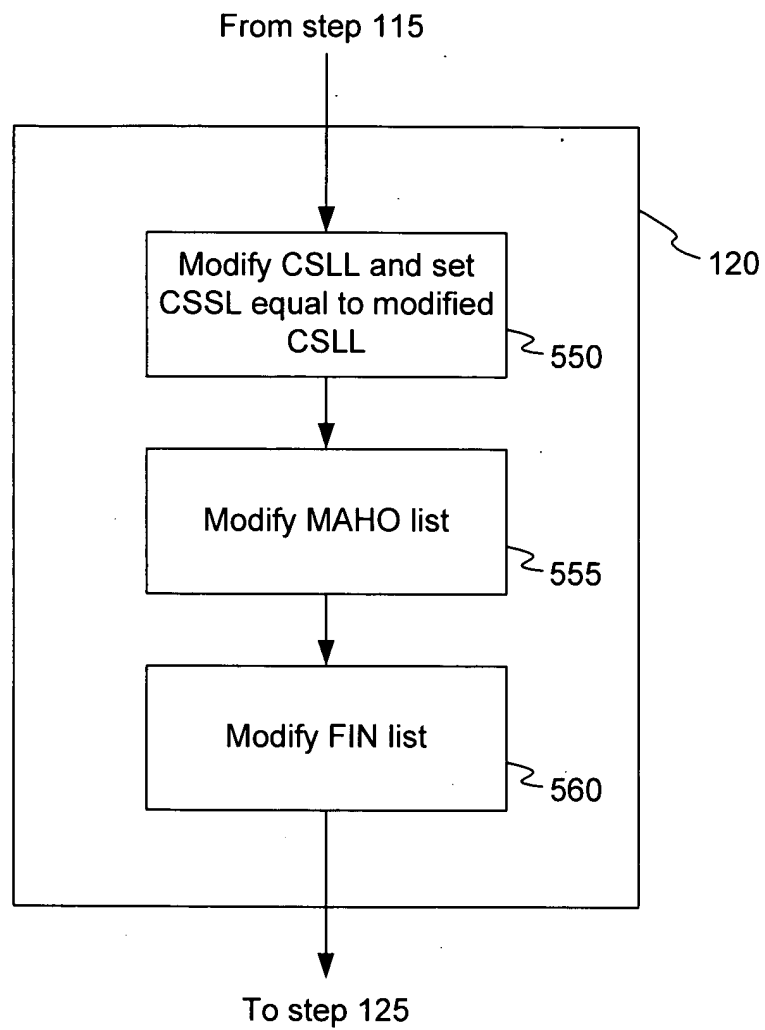 From step 115
120
Modify CSLL and set
CSSL equal to modified
CSLL
550
Modify MAHO list
555
Modify FIN list
560
To step 125